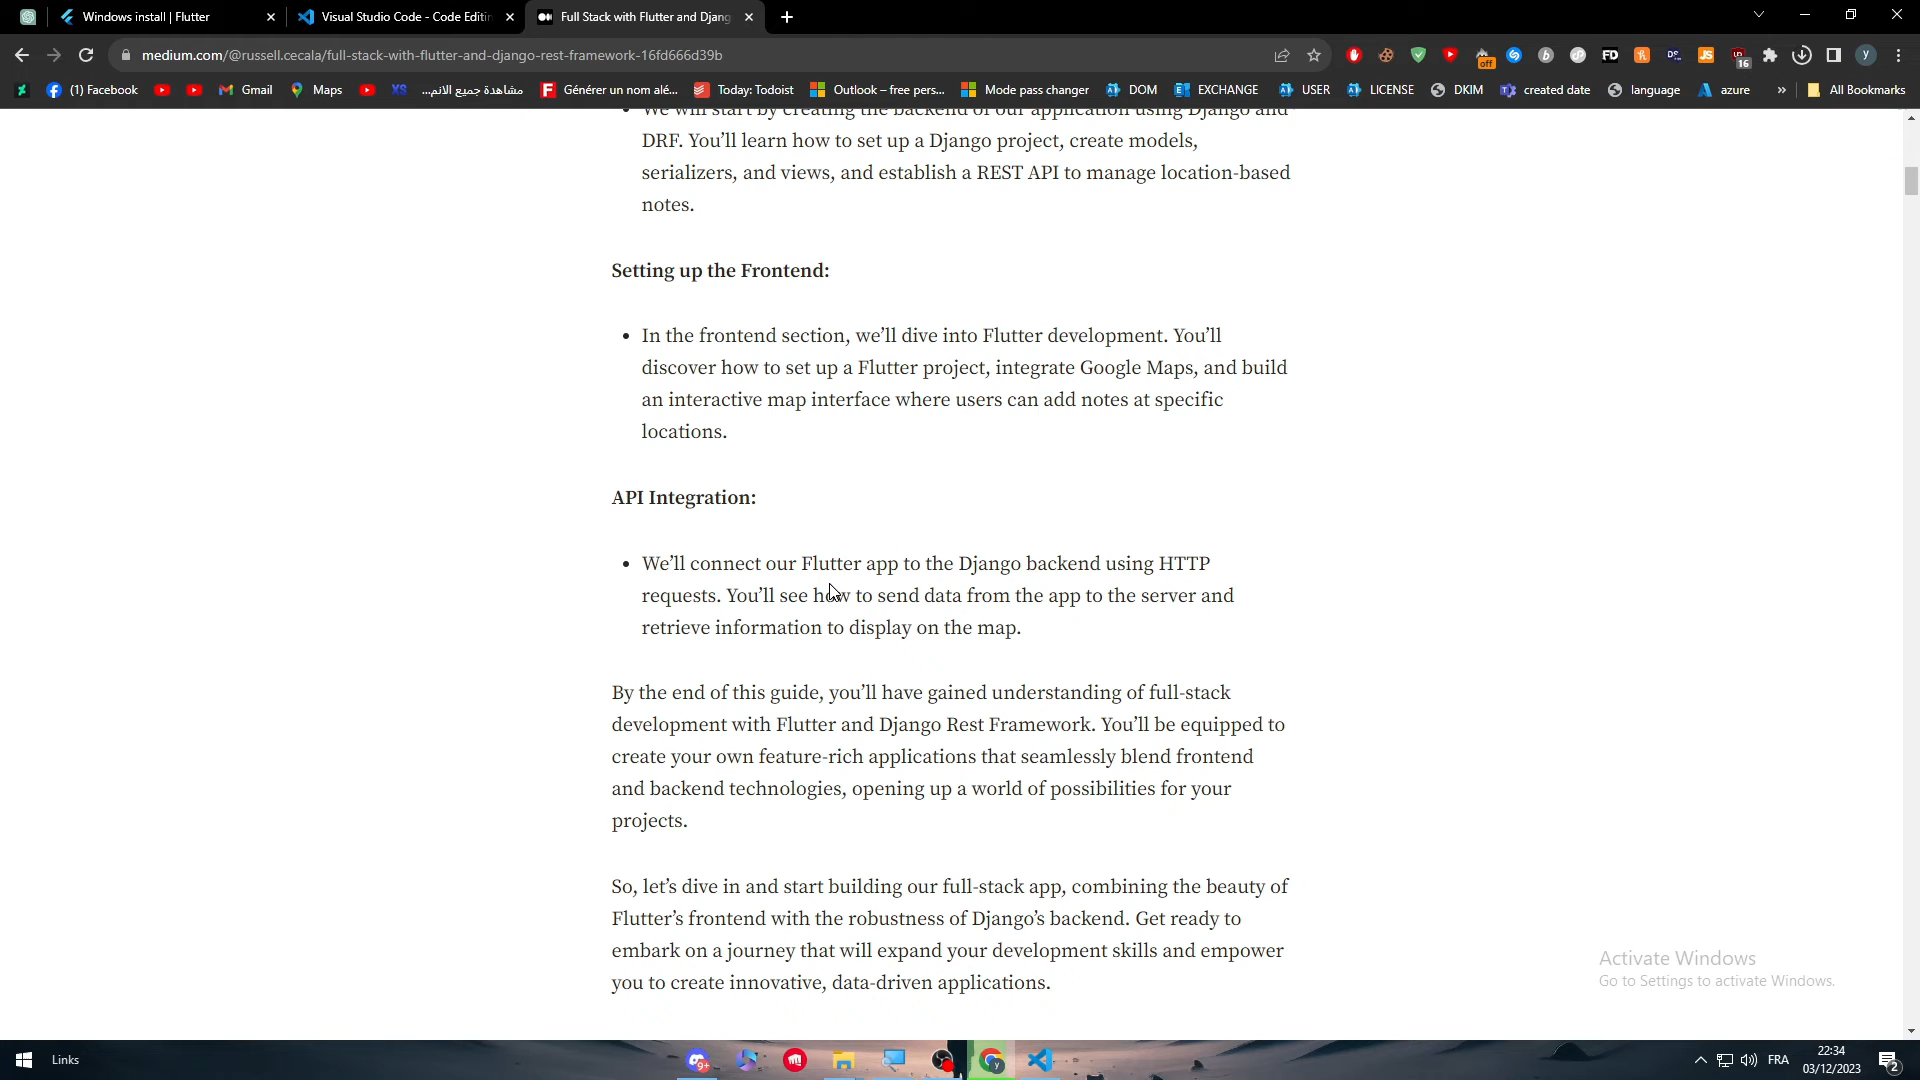 Windows install | Flutter
Visual Studio Code - Code Editin
Full Stack with Flutter and Djang
medium.com/@russell.cecala/full-stack-with-flutter-and-django-rest-framework-16fd666d39b
off
b
FD
JS
16
y
(1) Facebook
Gmail
Maps
XS
مشاهدة جميع الانم...
Générer un nom alé...
Today: Todoist
Outlook – free pers...
Mode pass changer
DOM
EXCHANGE
USER
LICENSE
DKIM
created date
language
azure
»
All Bookmarks
We will start by creating the backend of our application using Django and
DRF. You’ll learn how to set up a Django project, create models,
serializers, and views, and establish a REST API to manage location-based
notes.
Setting up the Frontend:
In the frontend section, we’ll dive into Flutter development. You’ll
discover how to set up a Flutter project, integrate Google Maps, and build
an interactive map interface where users can add notes at specific
locations.
API Integration:
We’ll connect our Flutter app to the Django backend using HTTP
requests. You’ll see how to send data from the app to the server and
retrieve information to display on the map.
By the end of this guide, you’ll have gained understanding of full-stack
development with Flutter and Django Rest Framework. You’ll be equipped to
create your own feature-rich applications that seamlessly blend frontend
and backend technologies, opening up a world of possibilities for your
projects.
So, let’s dive in and start building our full-stack app, combining the beauty of
Flutter’s frontend with the robustness of Django’s backend. Get ready to
embark on a journey that will expand your development skills and empower
you to create innovative, data-driven applications.
Activate Windows
Go to Settings to activate Windows.
Links
9+
FRA
22:34
03/12/2023
2